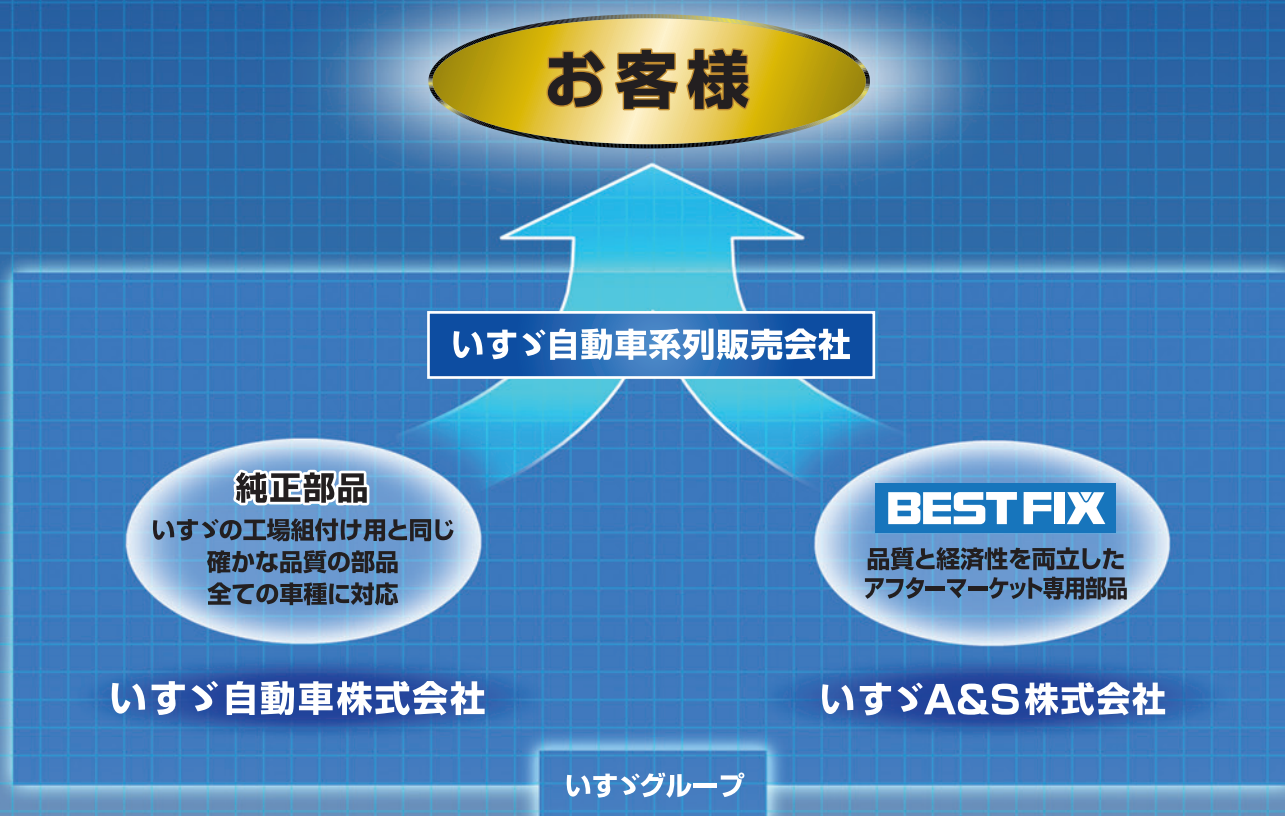 お客様
いすゞ自動車系列販売会社
純正部品
いすゞの工場組付け用と同じ
確かな品質の部品
全ての車種に対応
いすゞ自動車株式会社
BEST FIX
品質と経済性を両立した
アフターマーケット専用部品
いすゞA&S株式会社
いすゞグループ